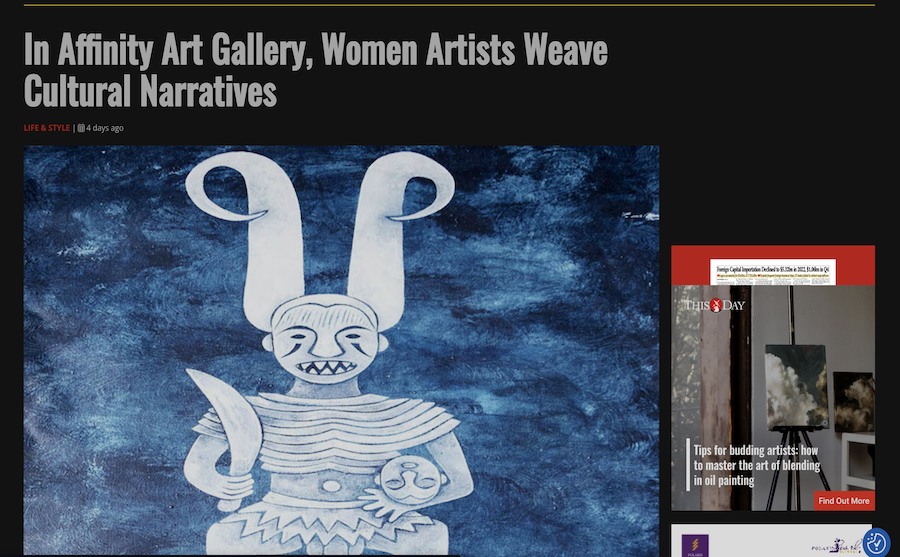 In Affinity Art Gallery, Women Artists Weave
Cultural Narratives
LIFE & STYLE | 4 days ago
Foreign Capital Importation Declined to $5.32bn in 2022, $1.06bn in Q4
THIS DAY
Tips for budding artists: how
to master the art of blending
in oil painting
Find Out More
POLARIS